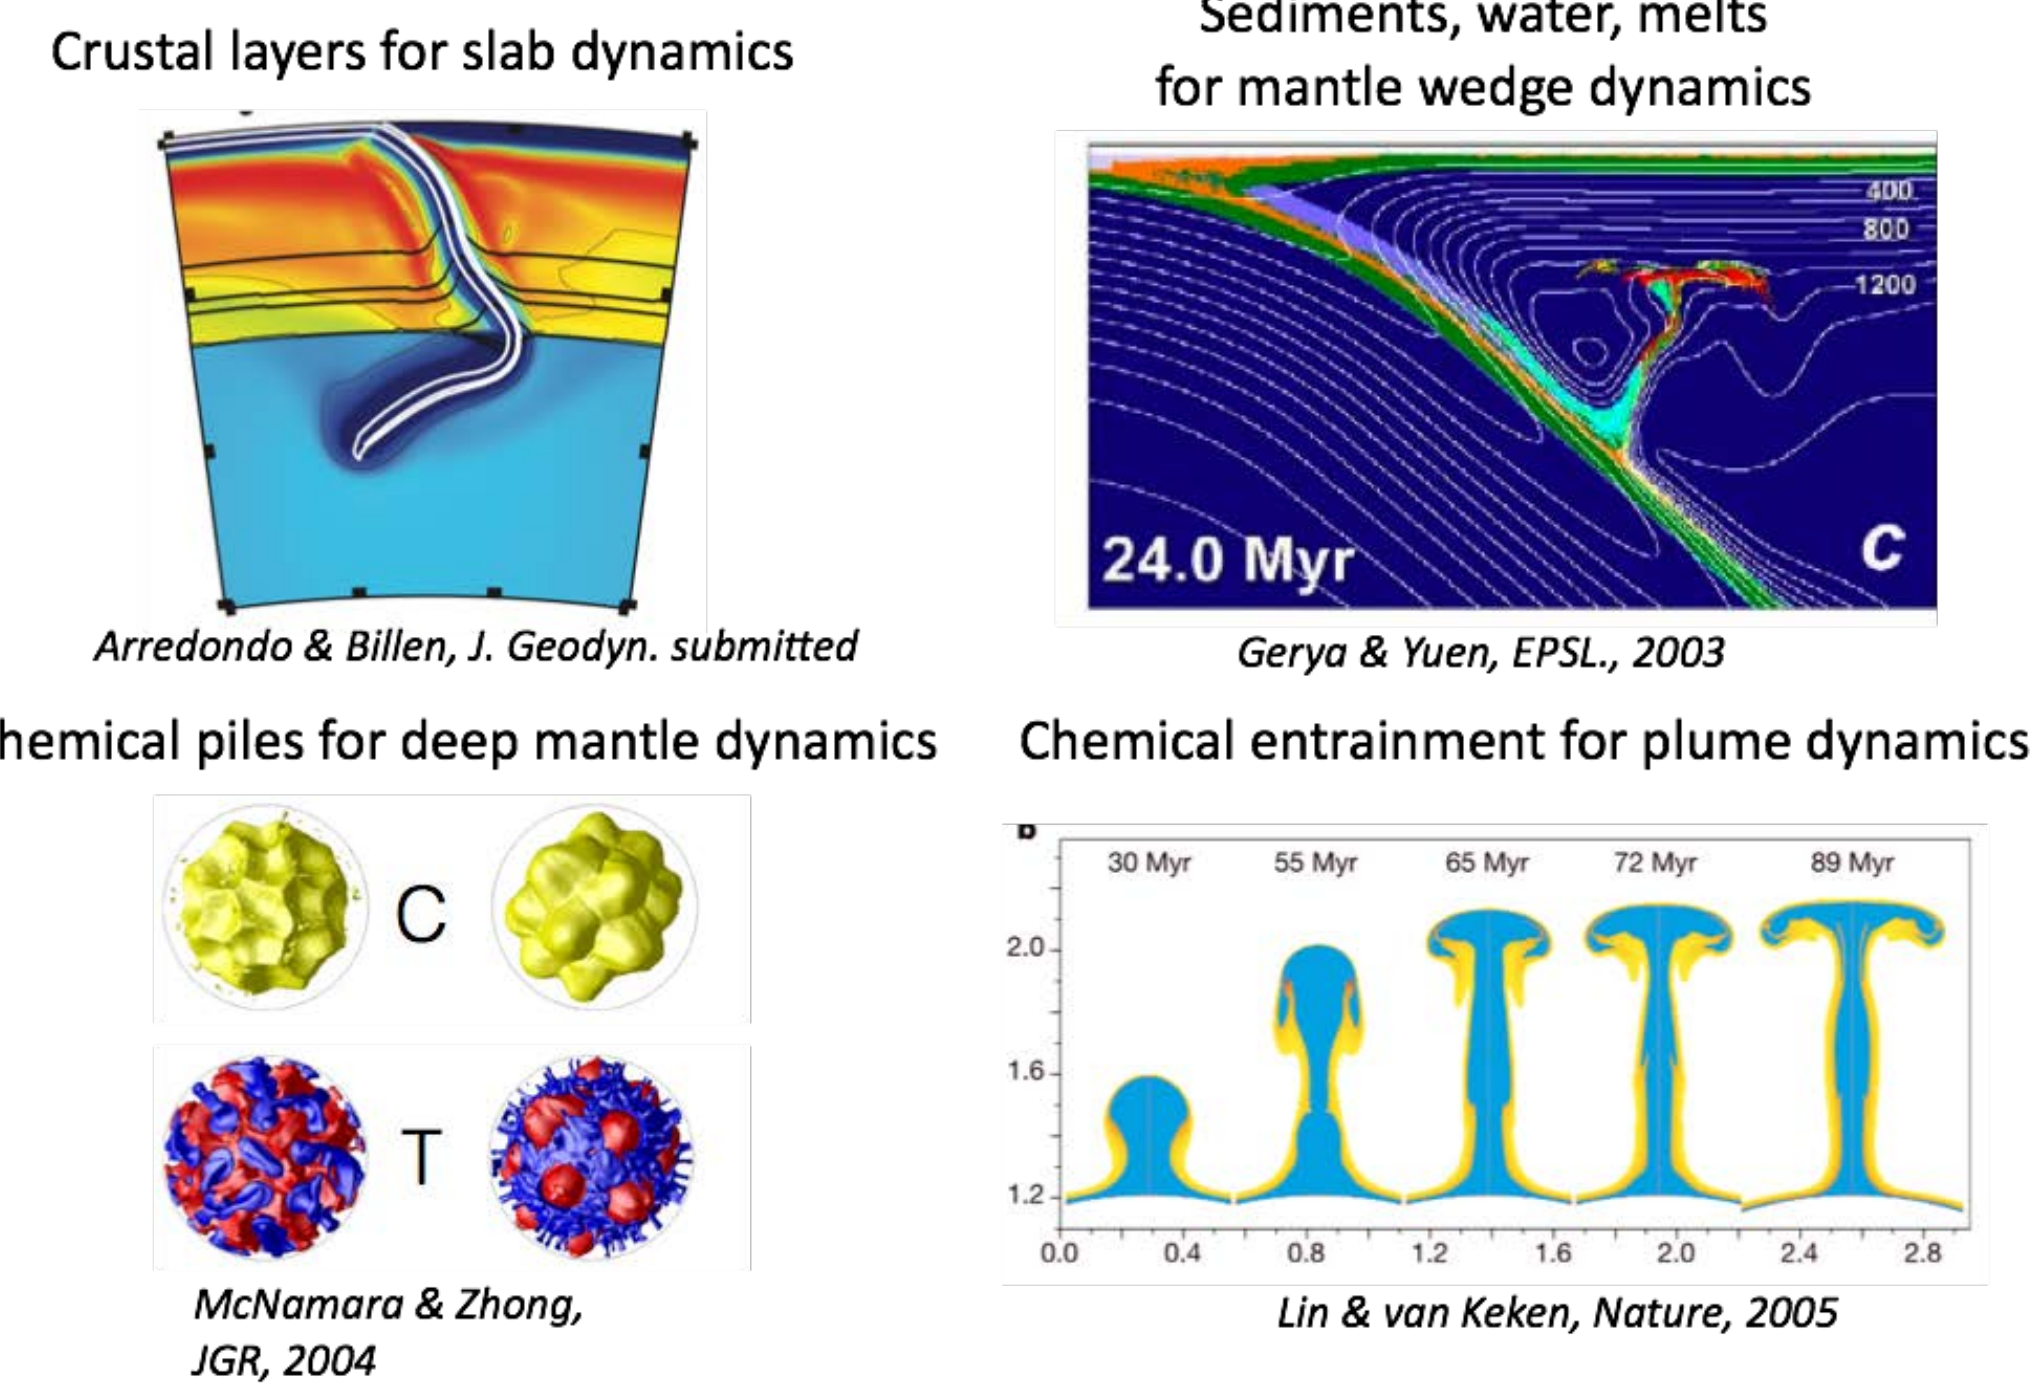 Crustal layers for slab dynamics
Sediments, water, melts
for mantle wedge dynamics
400
800
1200
24.0 Myr
C
Arredondo & Billen, J. Geodyn. submitted
Gerya & Yuen, EPSL., 2003
hemical piles for deep mantle dynamics
Chemical entrainment for plume dynamics
C
T
McNamara & Zhong,
JGR, 2004
b
30 Myr 55 Myr 65 Myr 72 Myr 89 Myr
2.0
1.6
1.2
0.0 0.4 0.8 1.2 1.6 2.0 2.4 2.8
Lin & van Keken, Nature, 2005